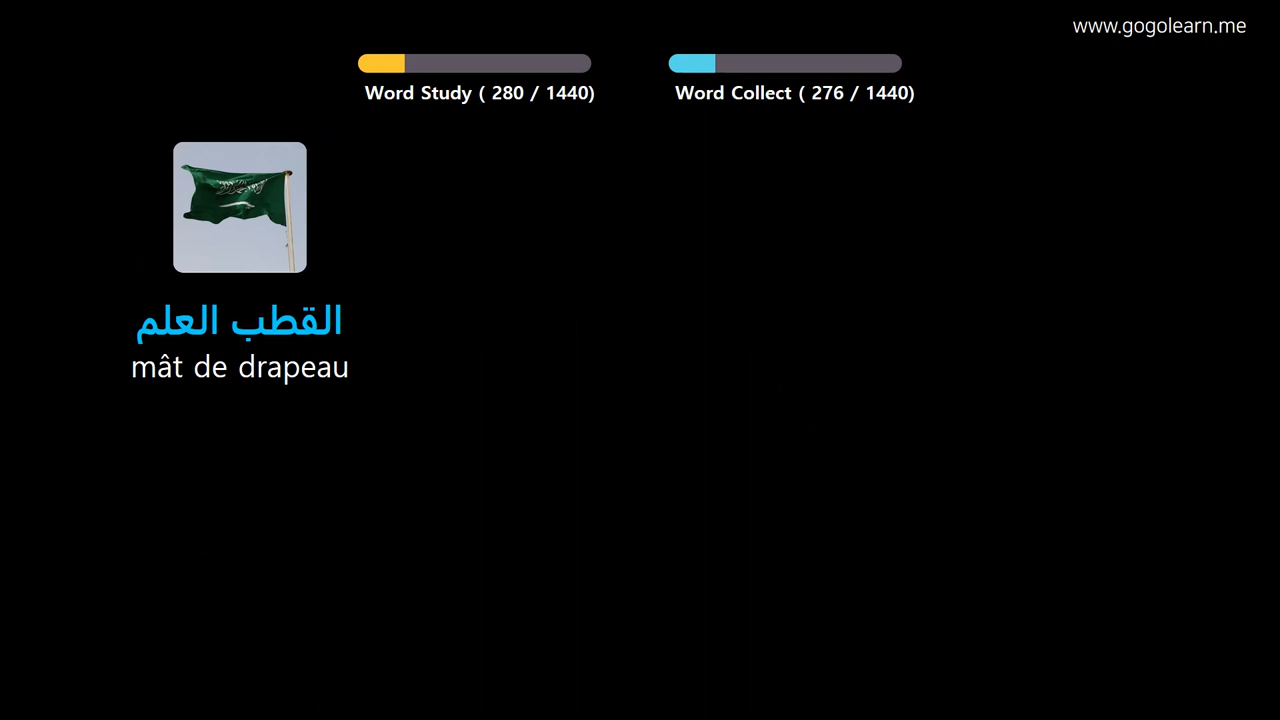 www.gogolearn.me
Word Study ( 280 / 1440)
Word Collect ( 276 / 1440)
القطب العلم
mât de drapeau